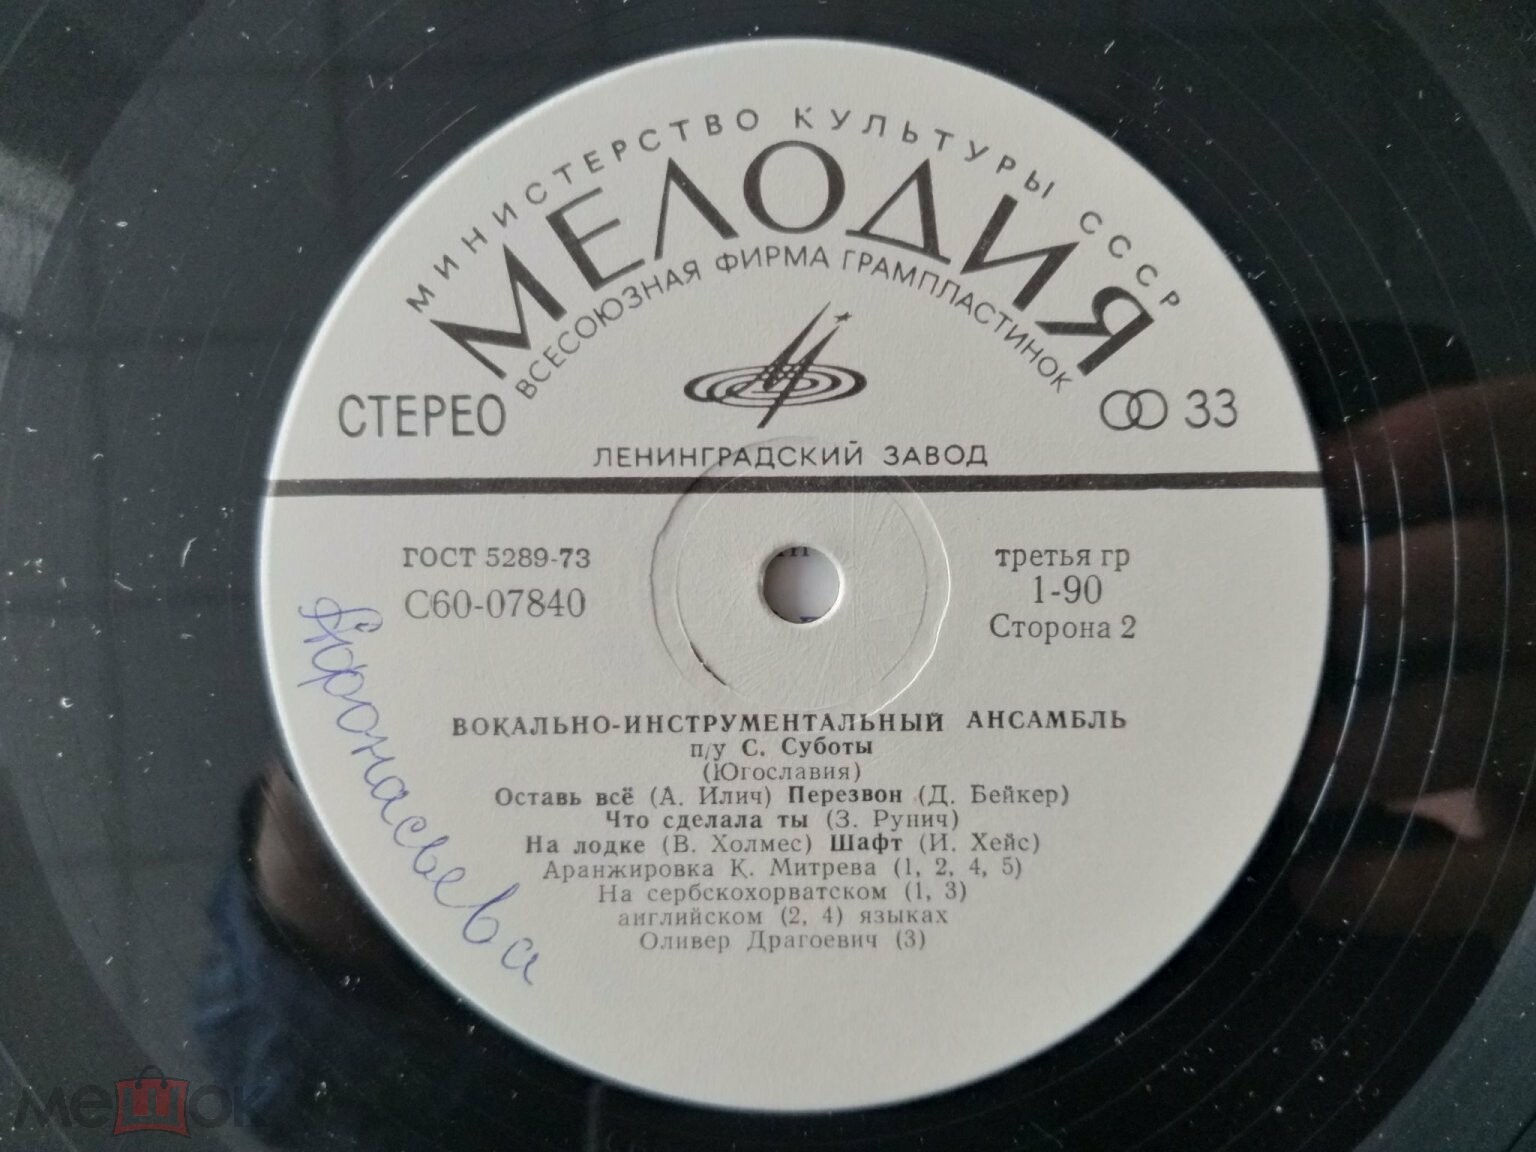 МИНИСТЕРСТВО КУЛЬТУРЫ СССР
МЕЛОДИЯ
ВСЕСОЮЗНАЯ ФИРМА ГРАМПЛАСТИНОК
СТЕРЕО
33
ЛЕНИНГРАДСКИЙ ЗАВОД
ГОСТ 5289-73
С60-07840
третья гр
1-90
Сторона 2
Афонасьева
ВОКАЛЬНО-ИНСТРУМЕНТАЛЬНЫЙ АНСАМБЛЬ
п/у С. Суботы
(Югославия)
Оставь всё (А. Илич) Перезвон (Д. Бейкер)
Что сделала ты (З. Рунич)
На лодке (В. Холмес) Шафт (И. Хейс)
Аранжировка К. Митрева (1, 2, 4, 5)
На сербскохорватском (1, 3)
английском (2, 4) языках
Оливер Драгоевич (3)
мешок